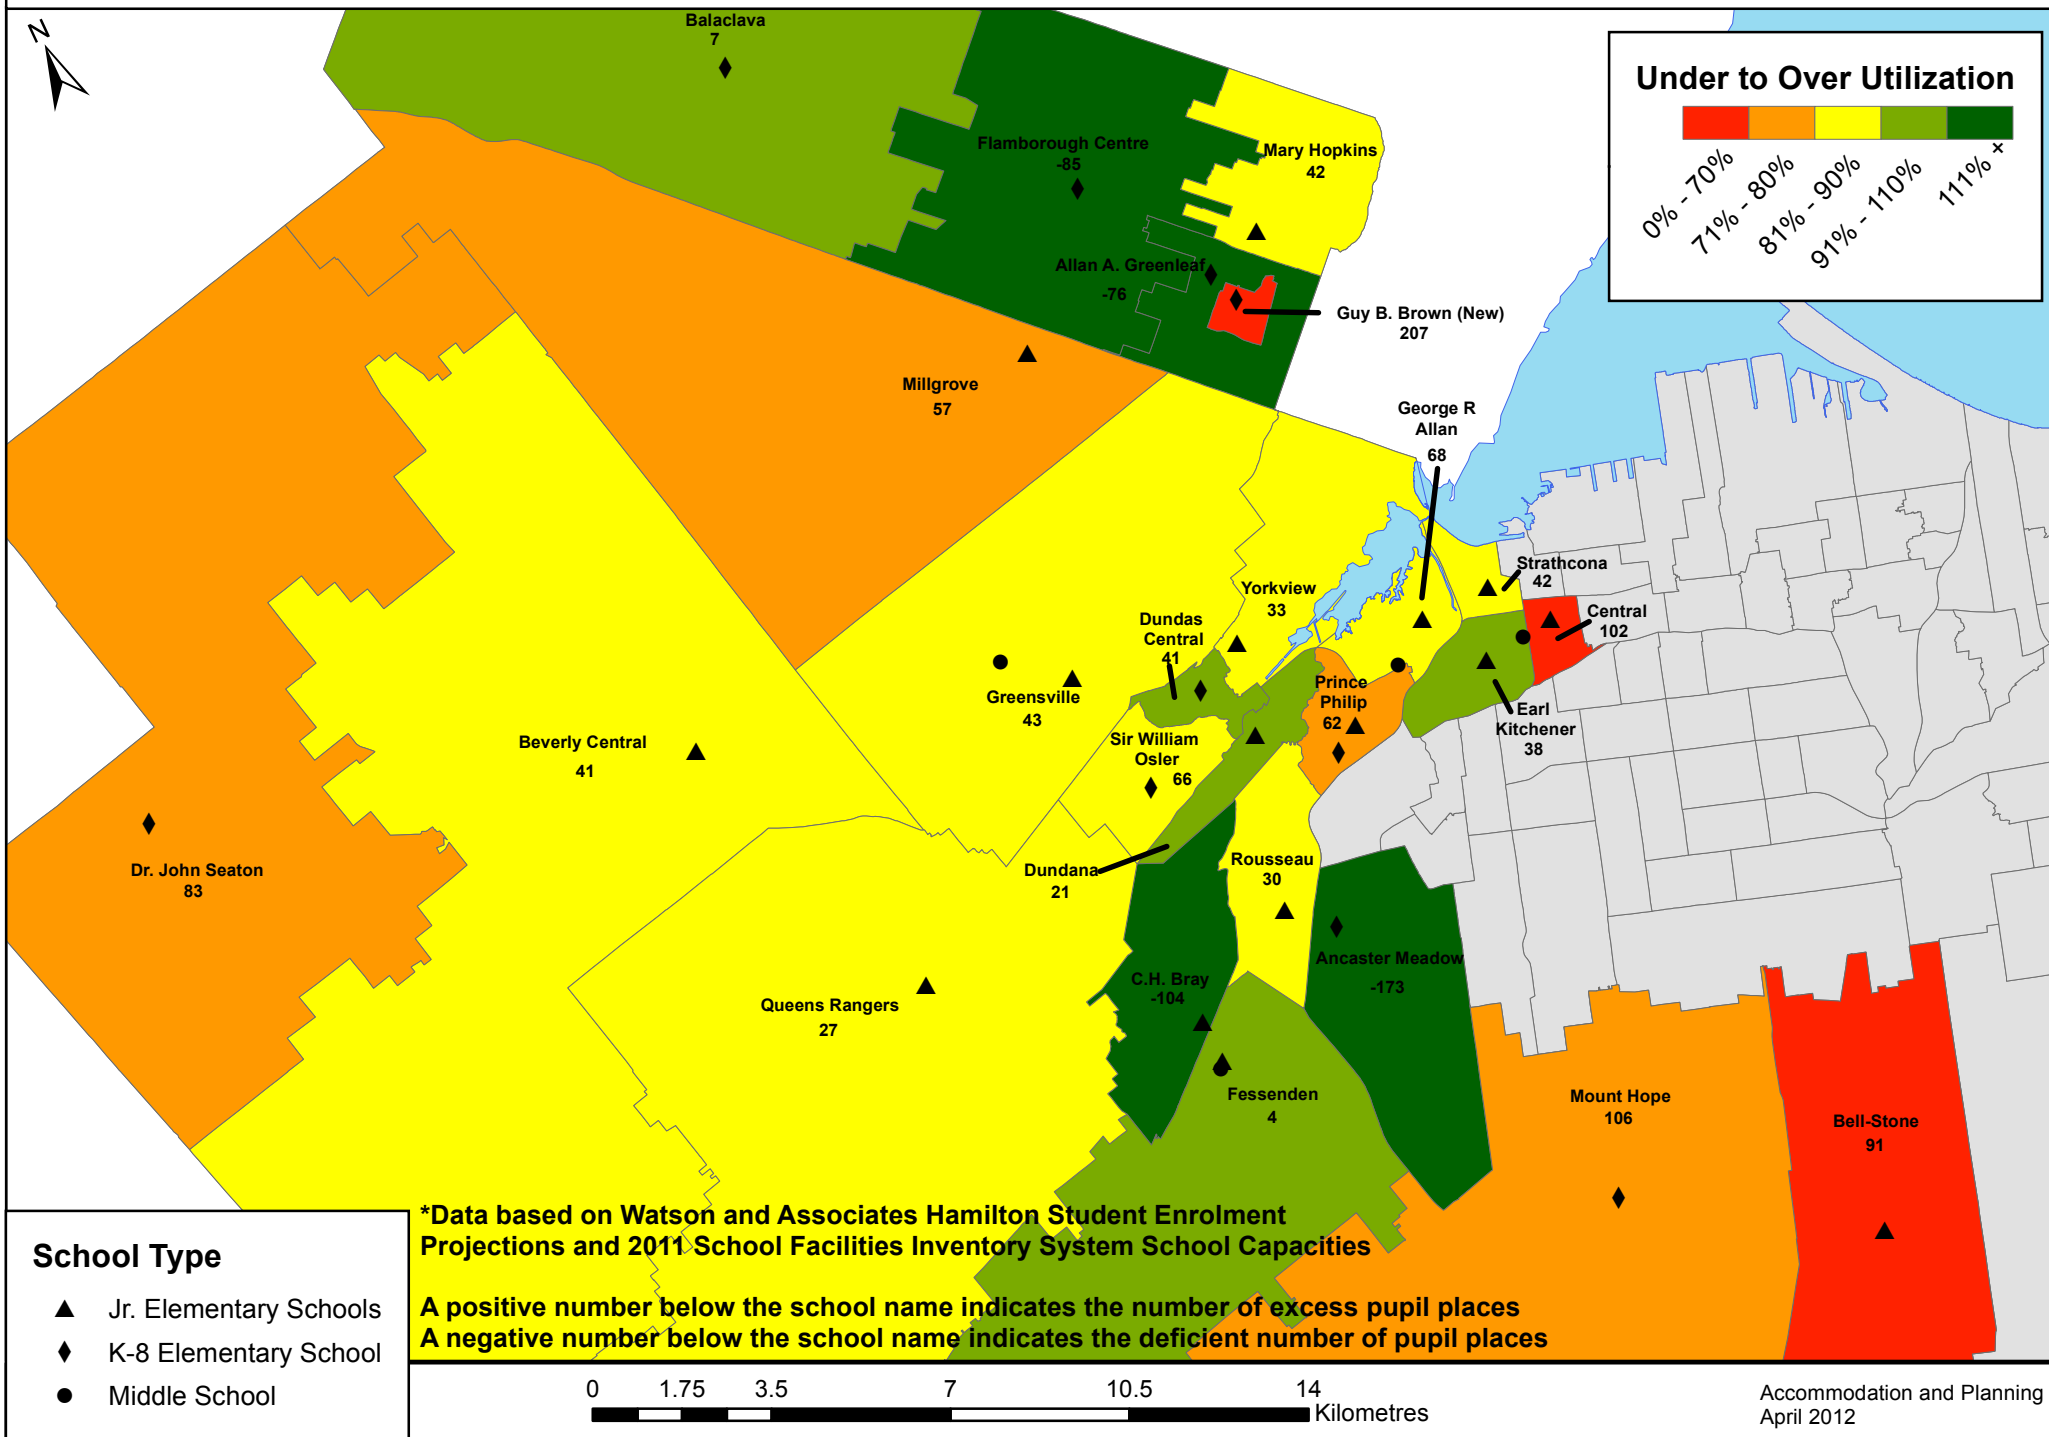 N
Balaclava
7
Under to Over Utilization
0% - 70%
71% - 80%
81% - 90%
91% - 110%
111% +
Flamborough Centre
-85
Mary Hopkins
42
Allan A. Greenleaf
-76
Guy B. Brown (New)
207
Millgrove
57
George R
Allan
68
Strathcona
42
Yorkview
33
Central
102
Dundas
Central
41
Greensville
43
Prince
Philip
62
Earl
Kitchener
38
Beverly Central
41
Sir William
Osler
66
Dr. John Seaton
83
Dundana
21
Rousseau
30
Ancaster Meadow
-173
C.H. Bray
-104
Queens Rangers
27
Fessenden
4
Mount Hope
106
Bell-Stone
91
*Data based on Watson and Associates Hamilton Student Enrolment
Projections and 2011 School Facilities Inventory System School Capacities
A positive number below the school name indicates the number of excess pupil places
A negative number below the school name indicates the deficient number of pupil places
School Type
Jr. Elementary Schools
K-8 Elementary School
Middle School
0 1.75 3.5 7 10.5 14
Kilometres
Accommodation and Planning
April 2012